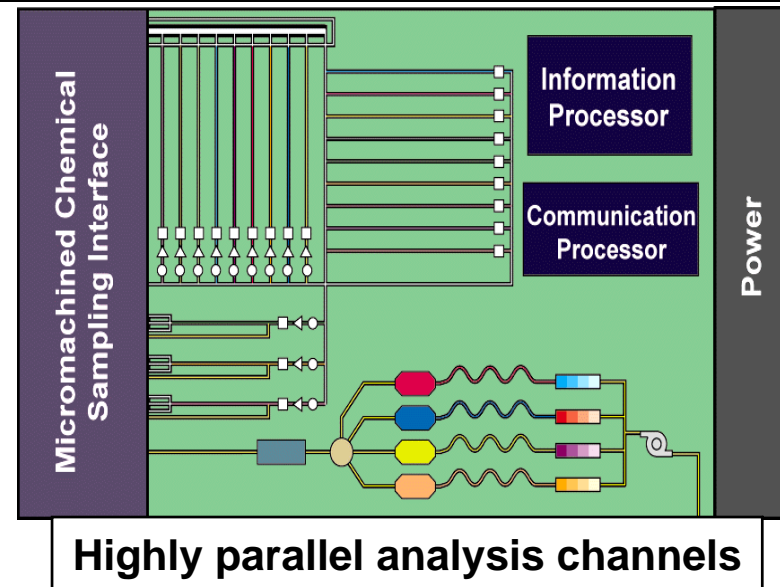 Micromachined Chemical
Sampling Interface
Information
Processor
Communication
Processor
Power
Highly parallel analysis channels